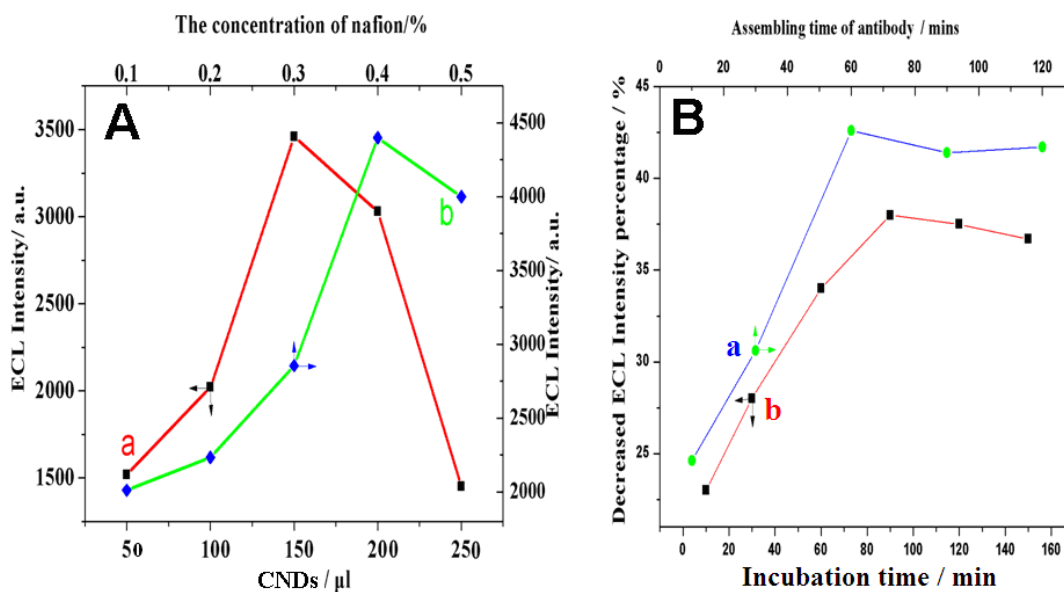 The concentration of nafion/%
0.1 0.2 0.3 0.4 0.5
A
3500
3000
2500
2000
1500
ECL Intensity/ a.u.
a
b
4500
4000
3500
3000
2500
2000
ECL Intensity/ a.u.
50 100 150 200 250
CNDs / µl
Assembling time of antibody / mins
0 20 40 60 80 100 120
B
45
40
35
30
25
Decreased ECL Intensity percentage / %
a
b
0 20 40 60 80 100 120 140 160
Incubation time / min